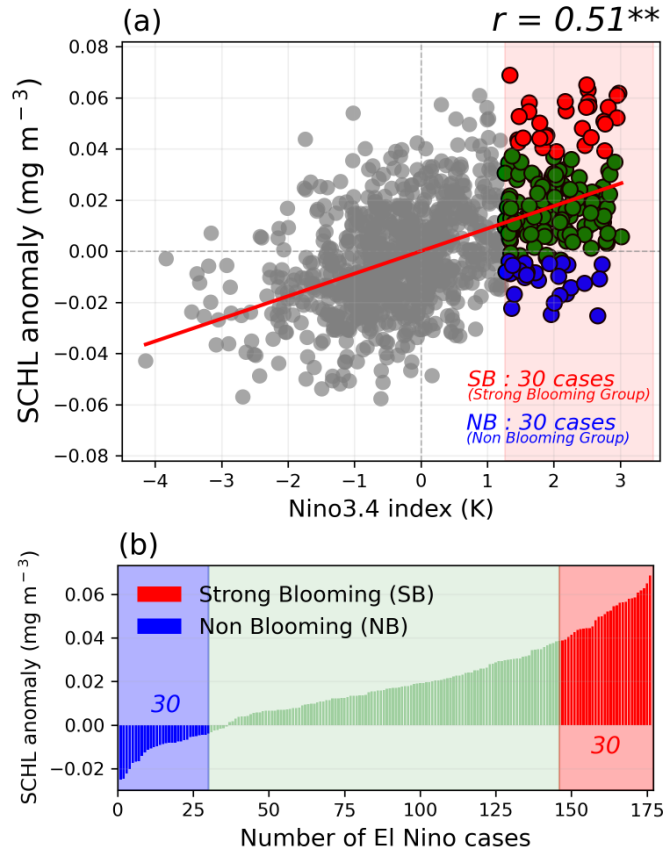 (a)
r = 0.51**
SCHL anomaly (mg m⁻³)
0.08
0.06
0.04
0.02
0.00
−0.02
−0.04
−0.06
−0.08
SB : 30 cases
(Strong Blooming Group)
NB : 30 cases
(Non Blooming Group)
−4 −3 −2 −1 0 1 2 3
Nino3.4 index (K)
(b)
SCHL anomaly (mg m⁻³)
0.06
0.04
0.02
0.00
−0.02
Strong Blooming (SB)
Non Blooming (NB)
30
30
0 25 50 75 100 125 150 175
Number of El Nino cases